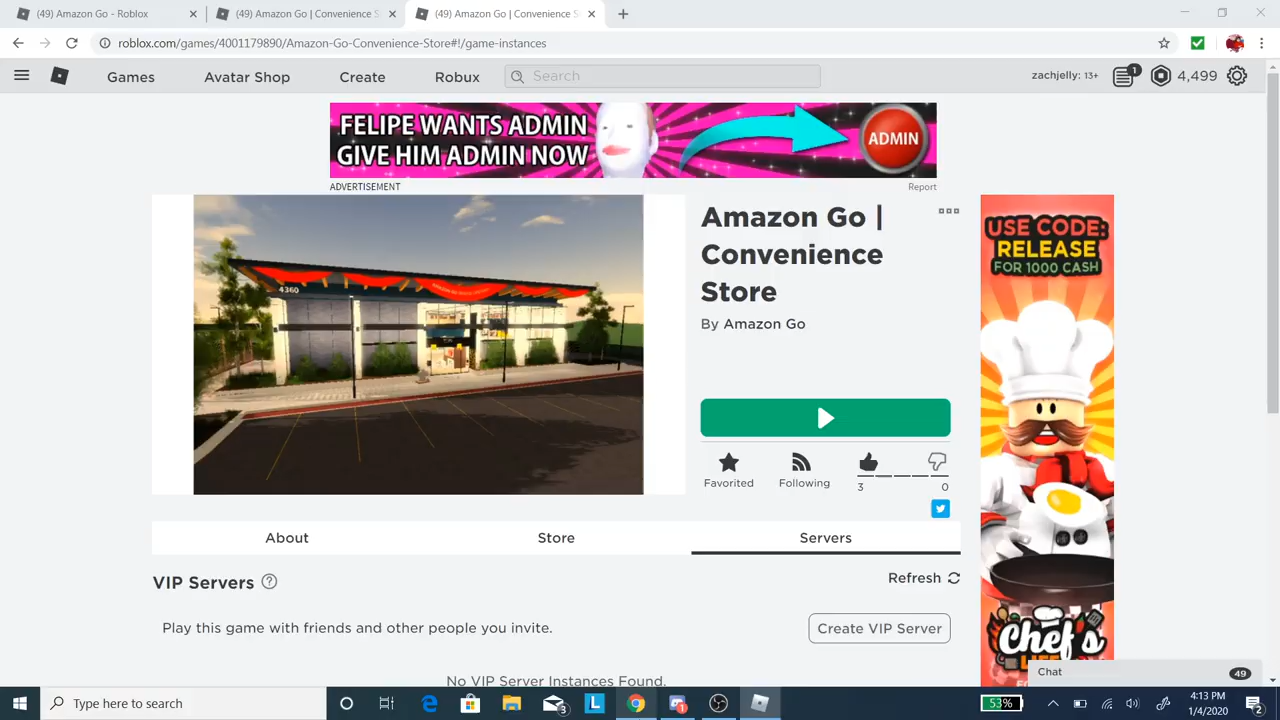 (49) Amazon Go - Roblox
(49) Amazon Go | Convenience S
(49) Amazon Go | Convenience S
roblox.com/games/4001179890/Amazon-Go-Convenience-Store#!/game-instances
Games
Avatar Shop
Create
Robux
Search
zachjelly: 13+
1
4,499
FELIPE WANTS ADMIN
GIVE HIM ADMIN NOW
ADMIN
ADVERTISEMENT
Report
4360
Amazon Go |
Convenience
Store
By Amazon Go
Favorited
Following
3
0
USE CODE:
RELEASE
FOR 1000 CASH
Chef's
About
Store
Servers
VIP Servers
Refresh
Play this game with friends and other people you invite.
Create VIP Server
No VIP Server Instances Found.
Chat
49
Type here to search
3
L
1
53%
4:13 PM
1/4/2020
2